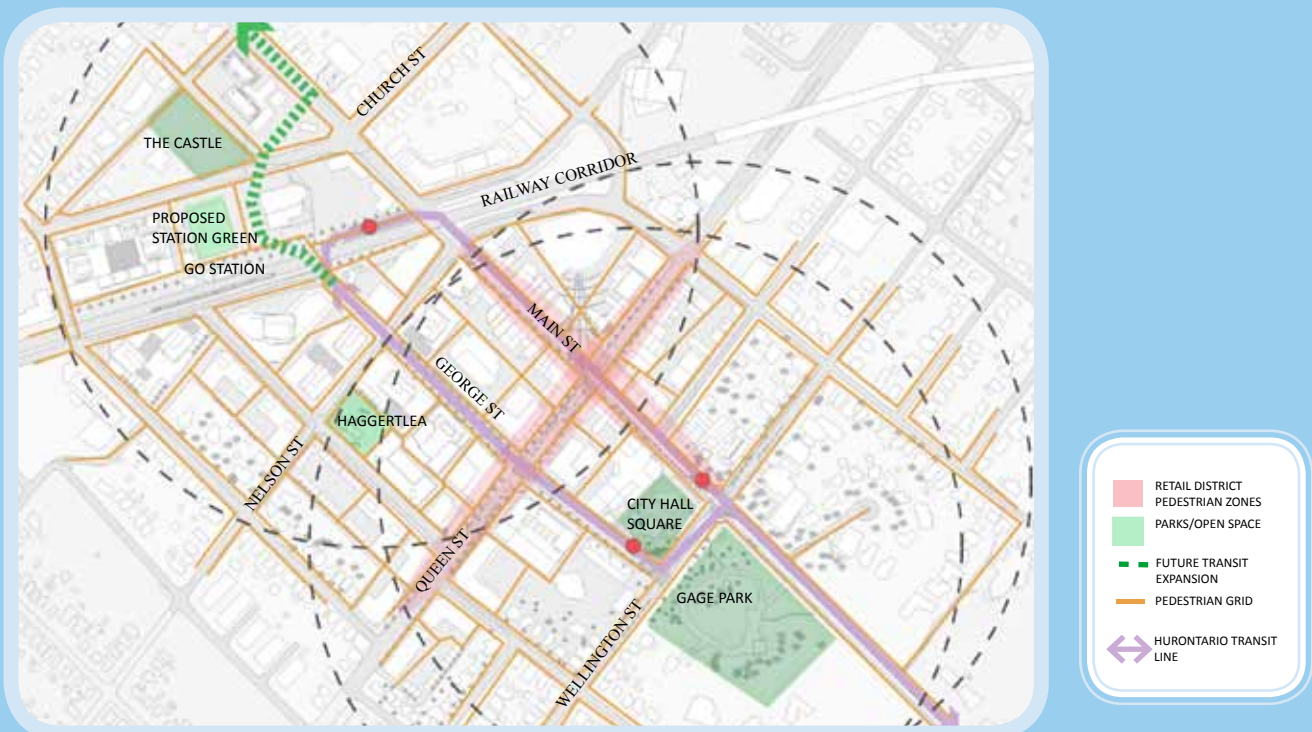 CHURCH ST
THE CASTLE
RAILWAY CORRIDOR
PROPOSED
STATION GREEN
GO STATION
MAIN ST
GEORGE ST
HAGGERTLEA
NELSON ST
CITY HALL
SQUARE
QUEEN ST
GAGE PARK
WELLINGTON ST
RETAIL DISTRICT
PEDESTRIAN ZONES
PARKS/OPEN SPACE
FUTURE TRANSIT
EXPANSION
PEDESTRIAN GRID
HURONTARIO TRANSIT
LINE